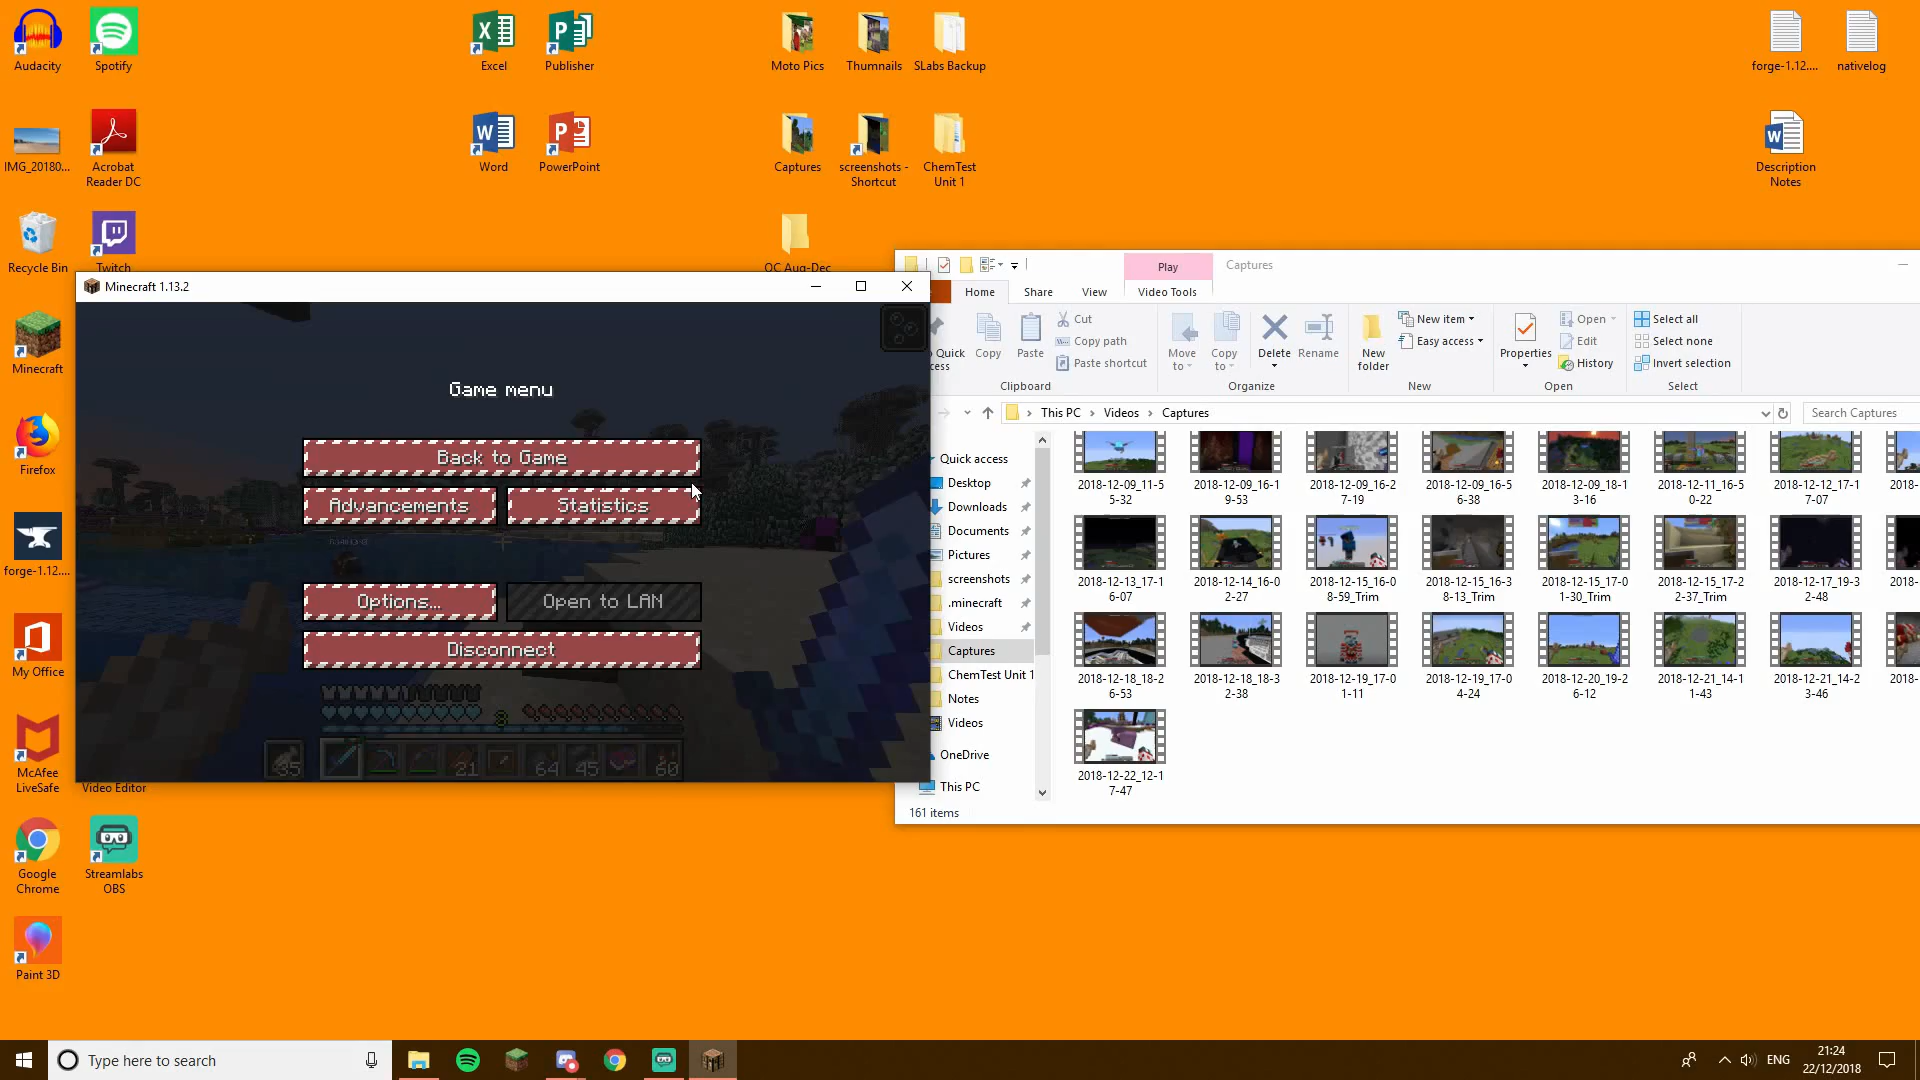 Audacity
Spotify
Excel
Publisher
Moto Pics
Thumnails
SLabs Backup
forge-1.12....
nativelog
IMG_20180...
Acrobat
Reader DC
Word
PowerPoint
Captures
screenshots -
Shortcut
ChemTest
Unit 1
Description
Notes
Recycle Bin
Twitch
OC Aug-Dec
Minecraft
Firefox
forge-1.12....
My Office
McAfee
LiveSafe
Video Editor
Google
Chrome
Streamlabs
OBS
Paint 3D
Minecraft 1.13.2
Game menu
Back to Game
Advancements
Statistics
Options...
Open to LAN
Disconnect
35
8
21
64
45
60
Play
Captures
Home
Share
View
Video Tools
Quick
cess
Copy
Paste
Cut
Copy path
Paste shortcut
Clipboard
Move
to
Copy
to
Delete
Rename
Organize
New
folder
New item
Easy access
New
Properties
Open
Edit
History
Open
Select all
Select none
Invert selection
Select
This PC
Videos
Captures
Search Captures
Quick access
Desktop
Downloads
Documents
Pictures
screenshots
.minecraft
Videos
Captures
ChemTest Unit 1
Notes
Videos
OneDrive
This PC
161 items
2018-12-09_11-5
5-32
2018-12-09_16-1
9-53
2018-12-09_16-2
7-19
2018-12-09_16-5
6-38
2018-12-09_18-1
3-16
2018-12-11_16-5
0-22
2018-12-12_17-1
7-07
2018-
2018-12-13_17-1
6-07
2018-12-14_16-0
2-27
2018-12-15_16-0
8-59_Trim
2018-12-15_16-3
8-13_Trim
2018-12-15_17-0
1-30_Trim
2018-12-15_17-2
2-37_Trim
2018-12-17_19-3
2-48
2018-
2018-12-18_18-2
6-53
2018-12-18_18-3
2-38
2018-12-19_17-0
1-11
2018-12-19_17-0
4-24
2018-12-20_19-2
6-12
2018-12-21_14-1
1-43
2018-12-21_14-2
3-46
2018-
2018-12-22_12-1
7-47
Type here to search
ENG
21:24
22/12/2018